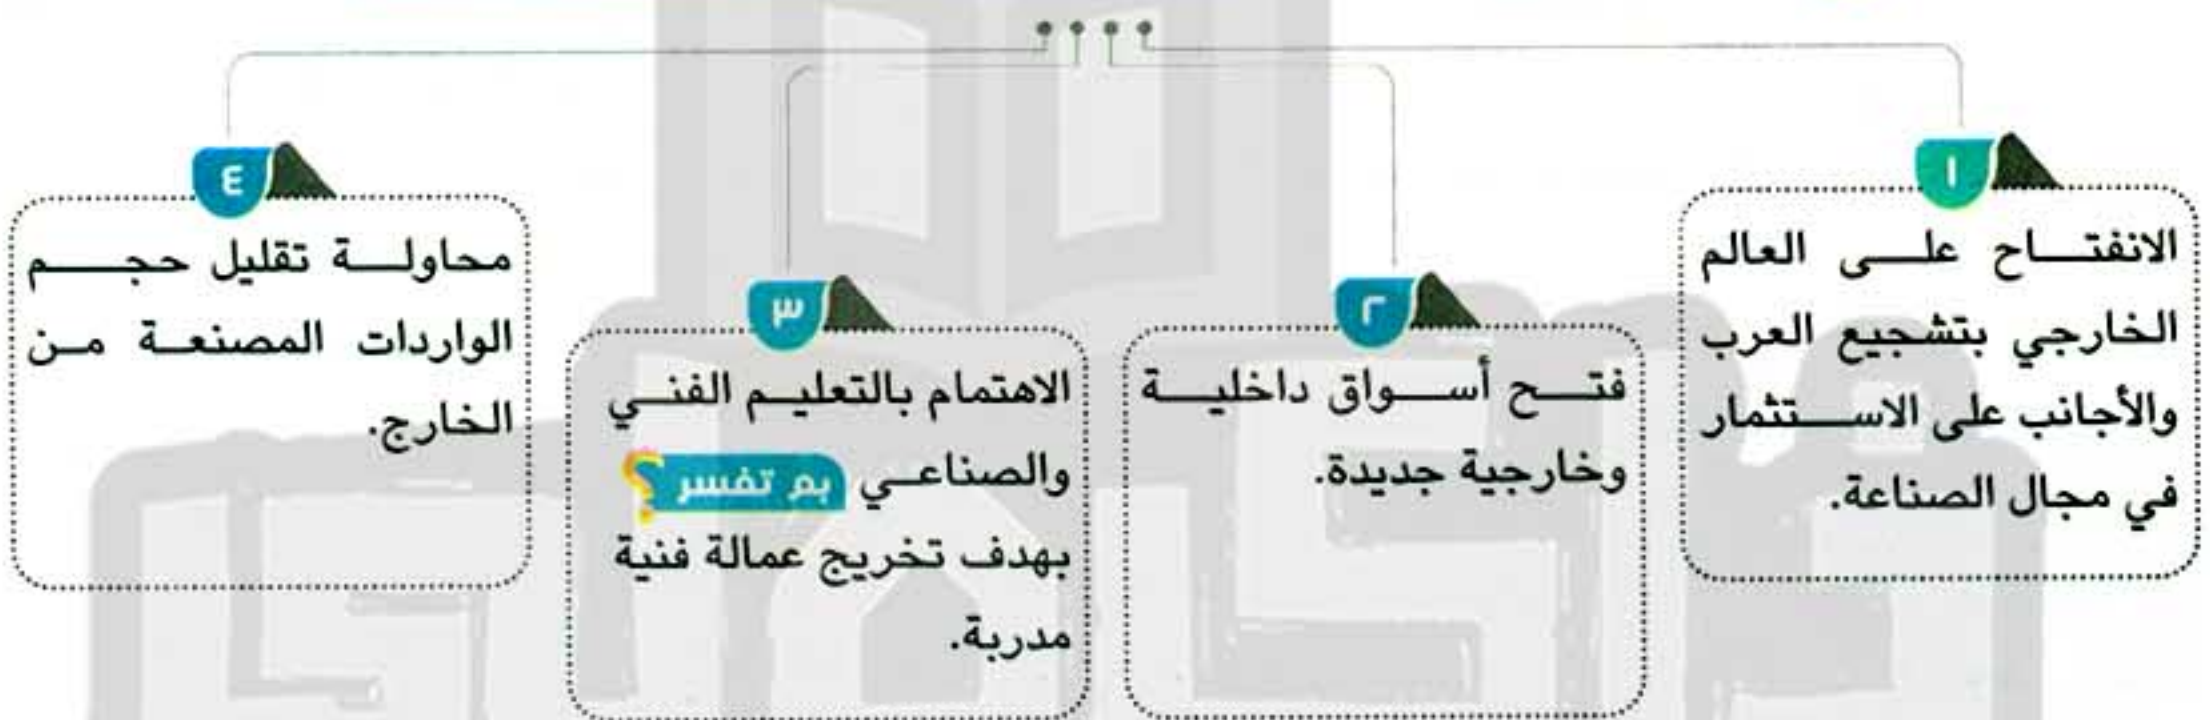 ١
الانفتاح على العالم
الخارجي بتشجيع العرب
والأجانب على الاستثمار
في مجال الصناعة.
٢
فتح أسواق داخلية
وخارجية جديدة.
٣
الاهتمام بالتعليم الفني
والصناعي بم تفسر ؟
بهدف تخريج عمالة فنية
مدربة.
٤
محاولة تقليل حجم
الواردات المصنعة من
الخارج.